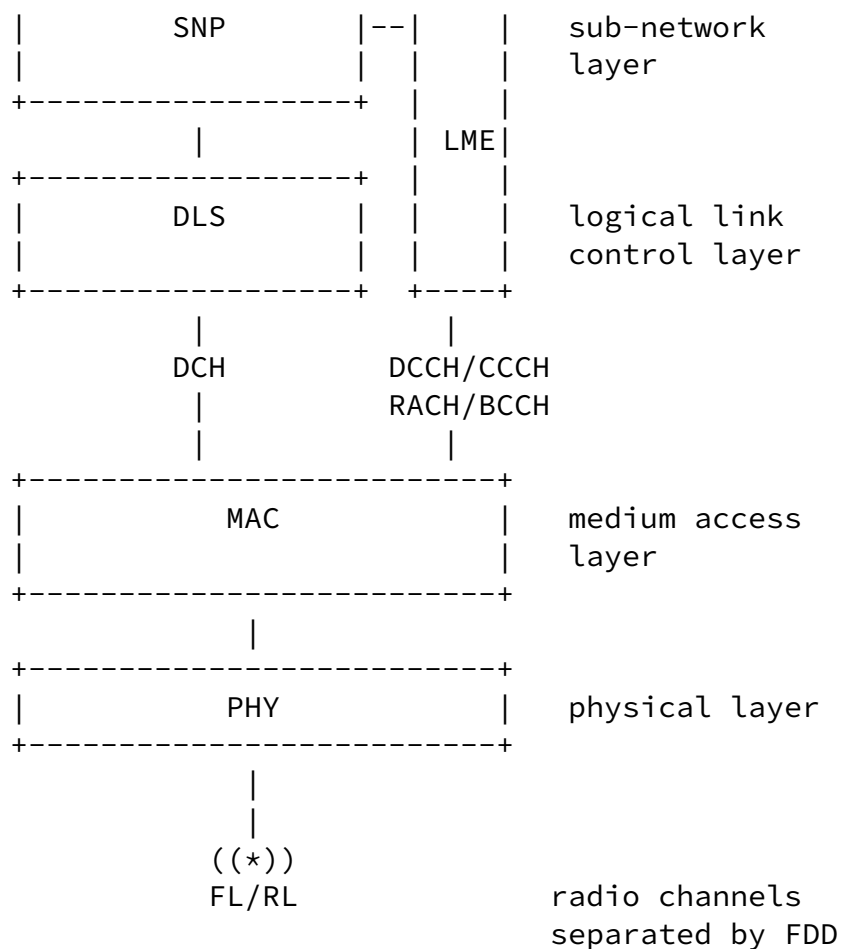 SNP sub-network
layer
LME
DLS logical link
control layer
DCH DCCH/CCCH
RACH/BCCH
MAC medium access
layer
PHY physical layer
((*))
FL/RL radio channels
separated by FDD